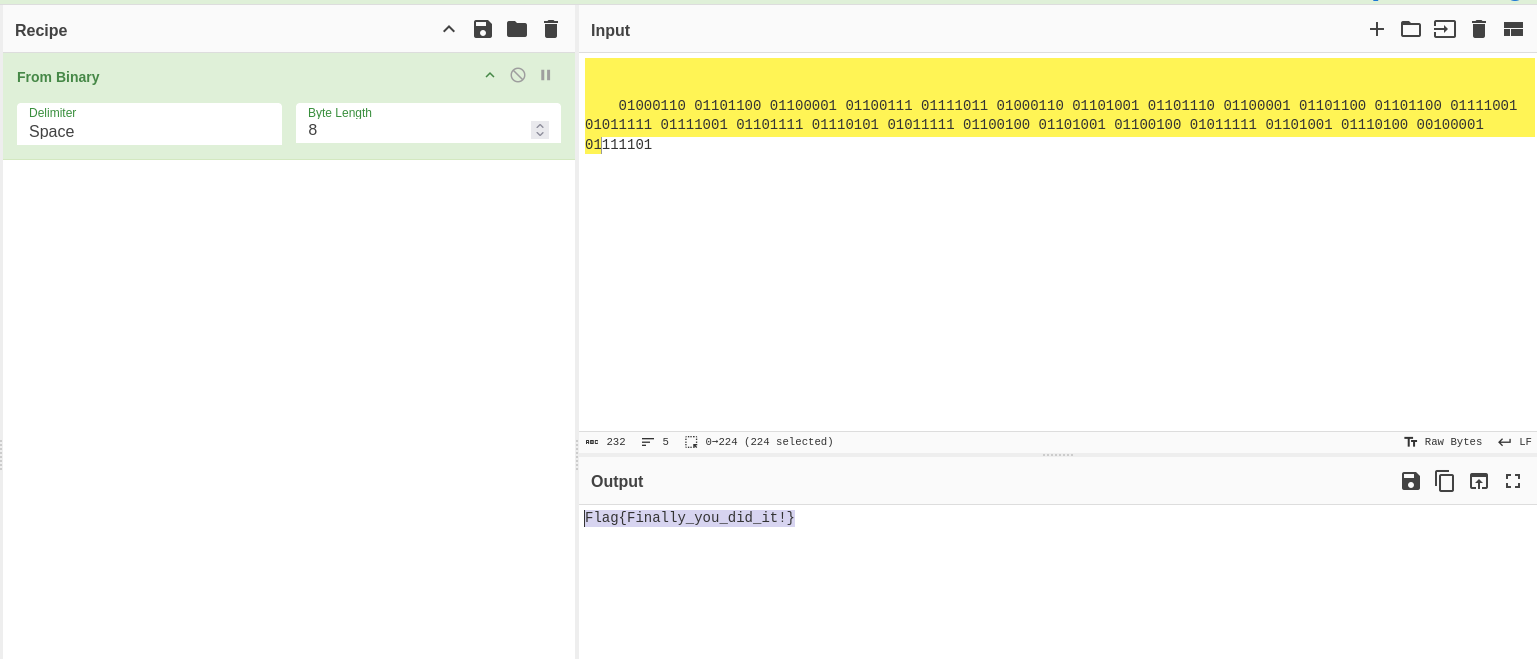 Recipe
From Binary
Delimiter
Space
Byte Length
8
Input
01000110 01101100 01100001 01100111 01111011 01000110 01101001 01101110 01100001 01101100 01101100 01111001
01011111 01111001 01101111 01110101 01011111 01100100 01101001 01100100 01011111 01101001 01110100 00100001
01111101
ABC 232 5 0→224 (224 selected) Raw Bytes LF
Output
Flag{Finally_you_did_it!}